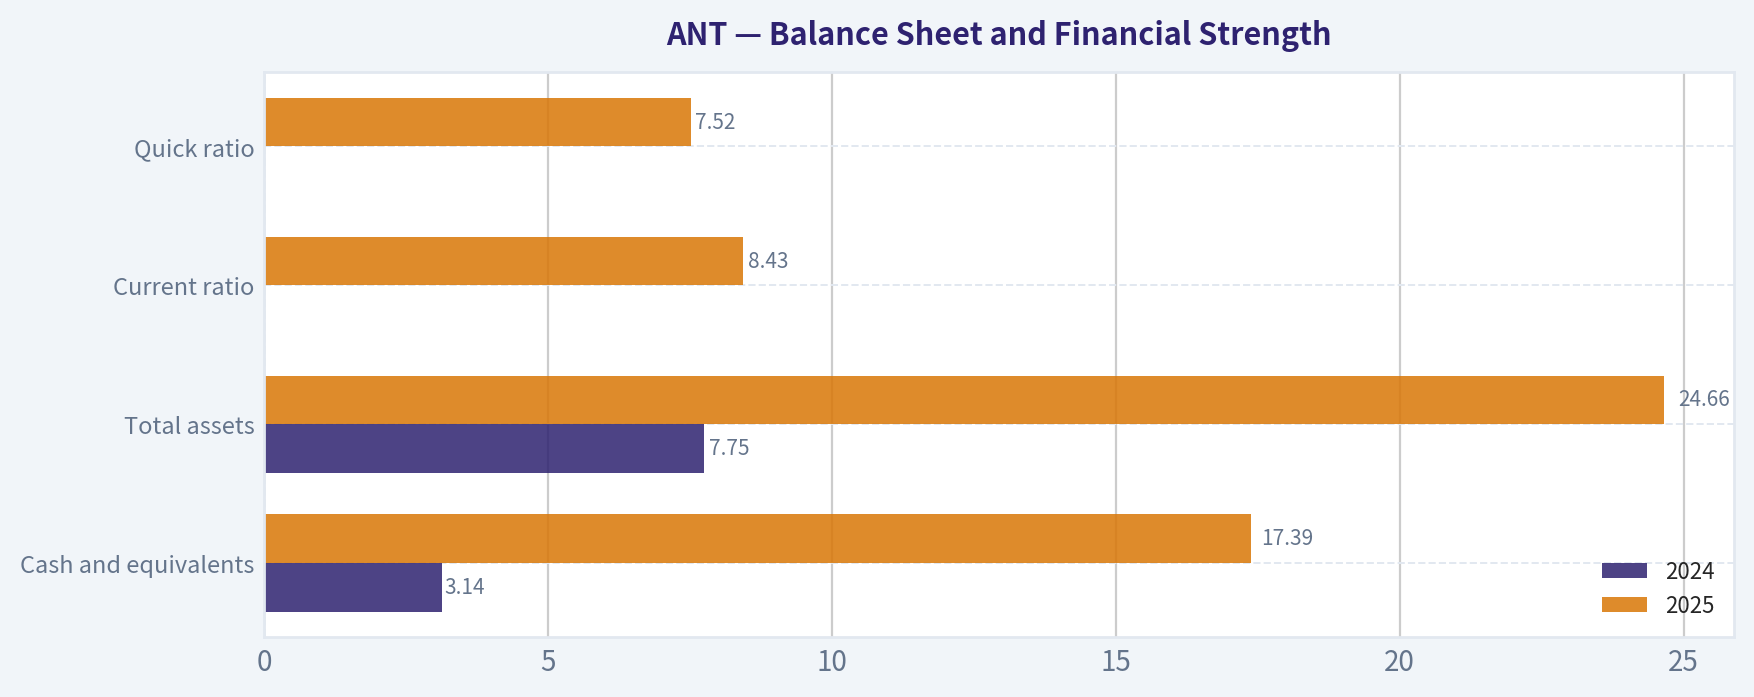 ANT — Balance Sheet and Financial Strength
Quick ratio
7.52
Current ratio
8.43
Total assets
24.66
7.75
Cash and equivalents
17.39
3.14
2024
2025
0 5 10 15 20 25